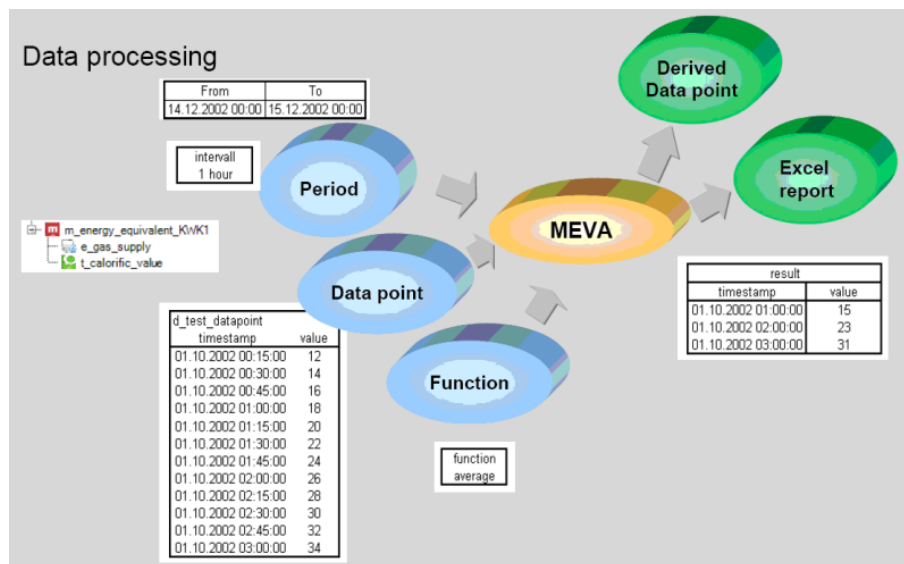 Data processing
From To
14.12.2002 00:00 15.12.2002 00:00
intervall
1 hour
Period
m_energy_equivalent_KWK1
e_gas_supply
t_calorific_value
Data point
d_test_datapoint
timestamp value
01.10.2002 00:15:00 12
01.10.2002 00:30:00 14
01.10.2002 00:45:00 16
01.10.2002 01:00:00 18
01.10.2002 01:15:00 20
01.10.2002 01:30:00 22
01.10.2002 01:45:00 24
01.10.2002 02:00:00 26
01.10.2002 02:15:00 28
01.10.2002 02:30:00 30
01.10.2002 02:45:00 32
01.10.2002 03:00:00 34
Function
function
average
MEVA
Derived
Data point
Excel
report
result
timestamp value
01.10.2002 01:00:00 15
01.10.2002 02:00:00 23
01.10.2002 03:00:00 31